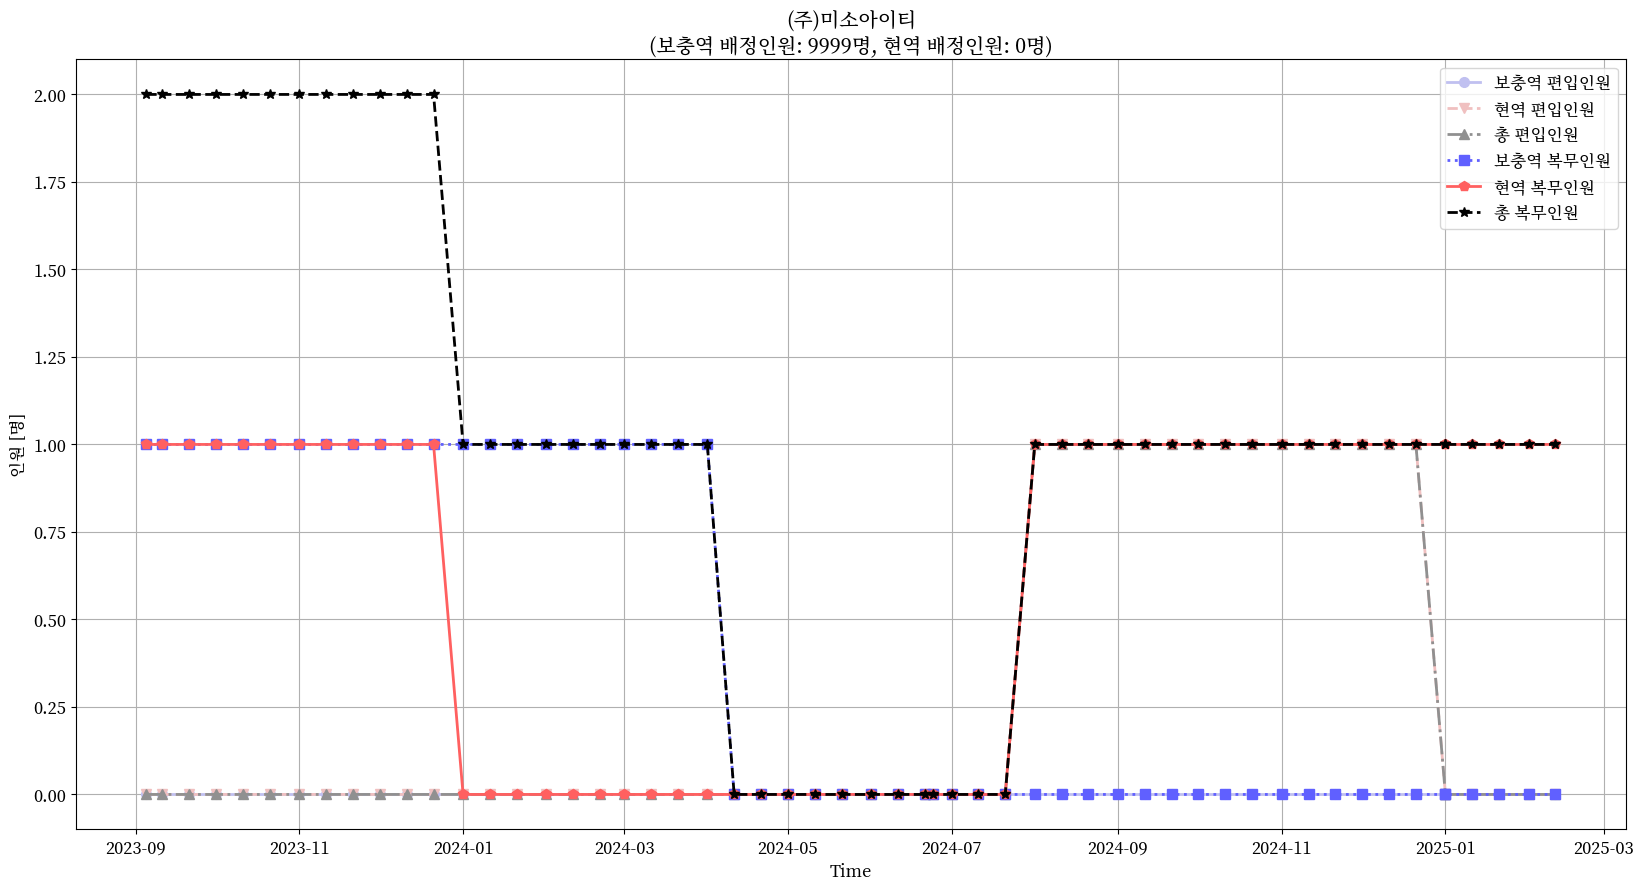 (주)미소아이티
(보충역 배정인원: 9999명, 현역 배정인원: 0명)
보충역 편입인원
현역 편입인원
총 편입인원
보충역 복무인원
현역 복무인원
총 복무인원
인원 [명]
2.00
1.75
1.50
1.25
1.00
0.75
0.50
0.25
0.00
2023-09 2023-11 2024-01 2024-03 2024-05 2024-07 2024-09 2024-11 2025-01 2025-03
Time